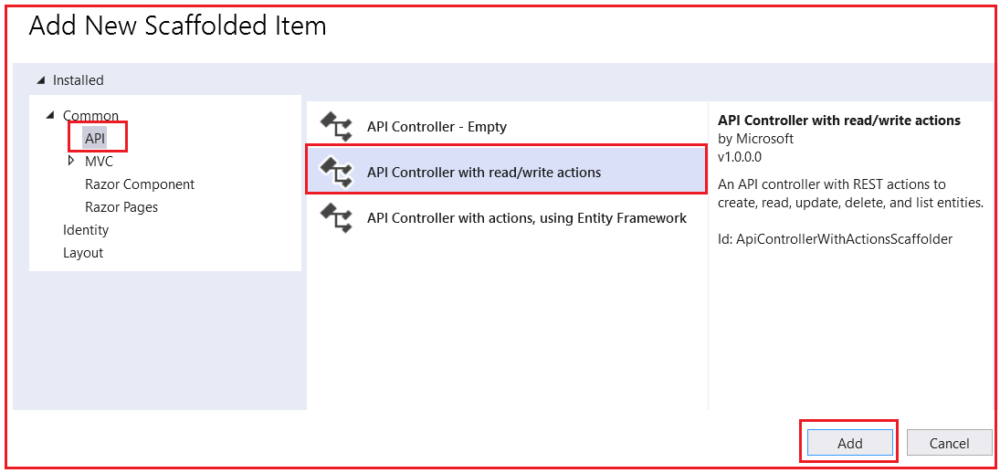 Add New Scaffolded Item
Installed
Common
API
MVC
Razor Component
Razor Pages
Identity
Layout
API Controller - Empty
API Controller with read/write actions
API Controller with actions, using Entity Framework
API Controller with read/write actions
by Microsoft
v1.0.0.0
An API controller with REST actions to
create, read, update, delete, and list entities.
Id: ApiControllerWithActionsScaffolder
Add
Cancel